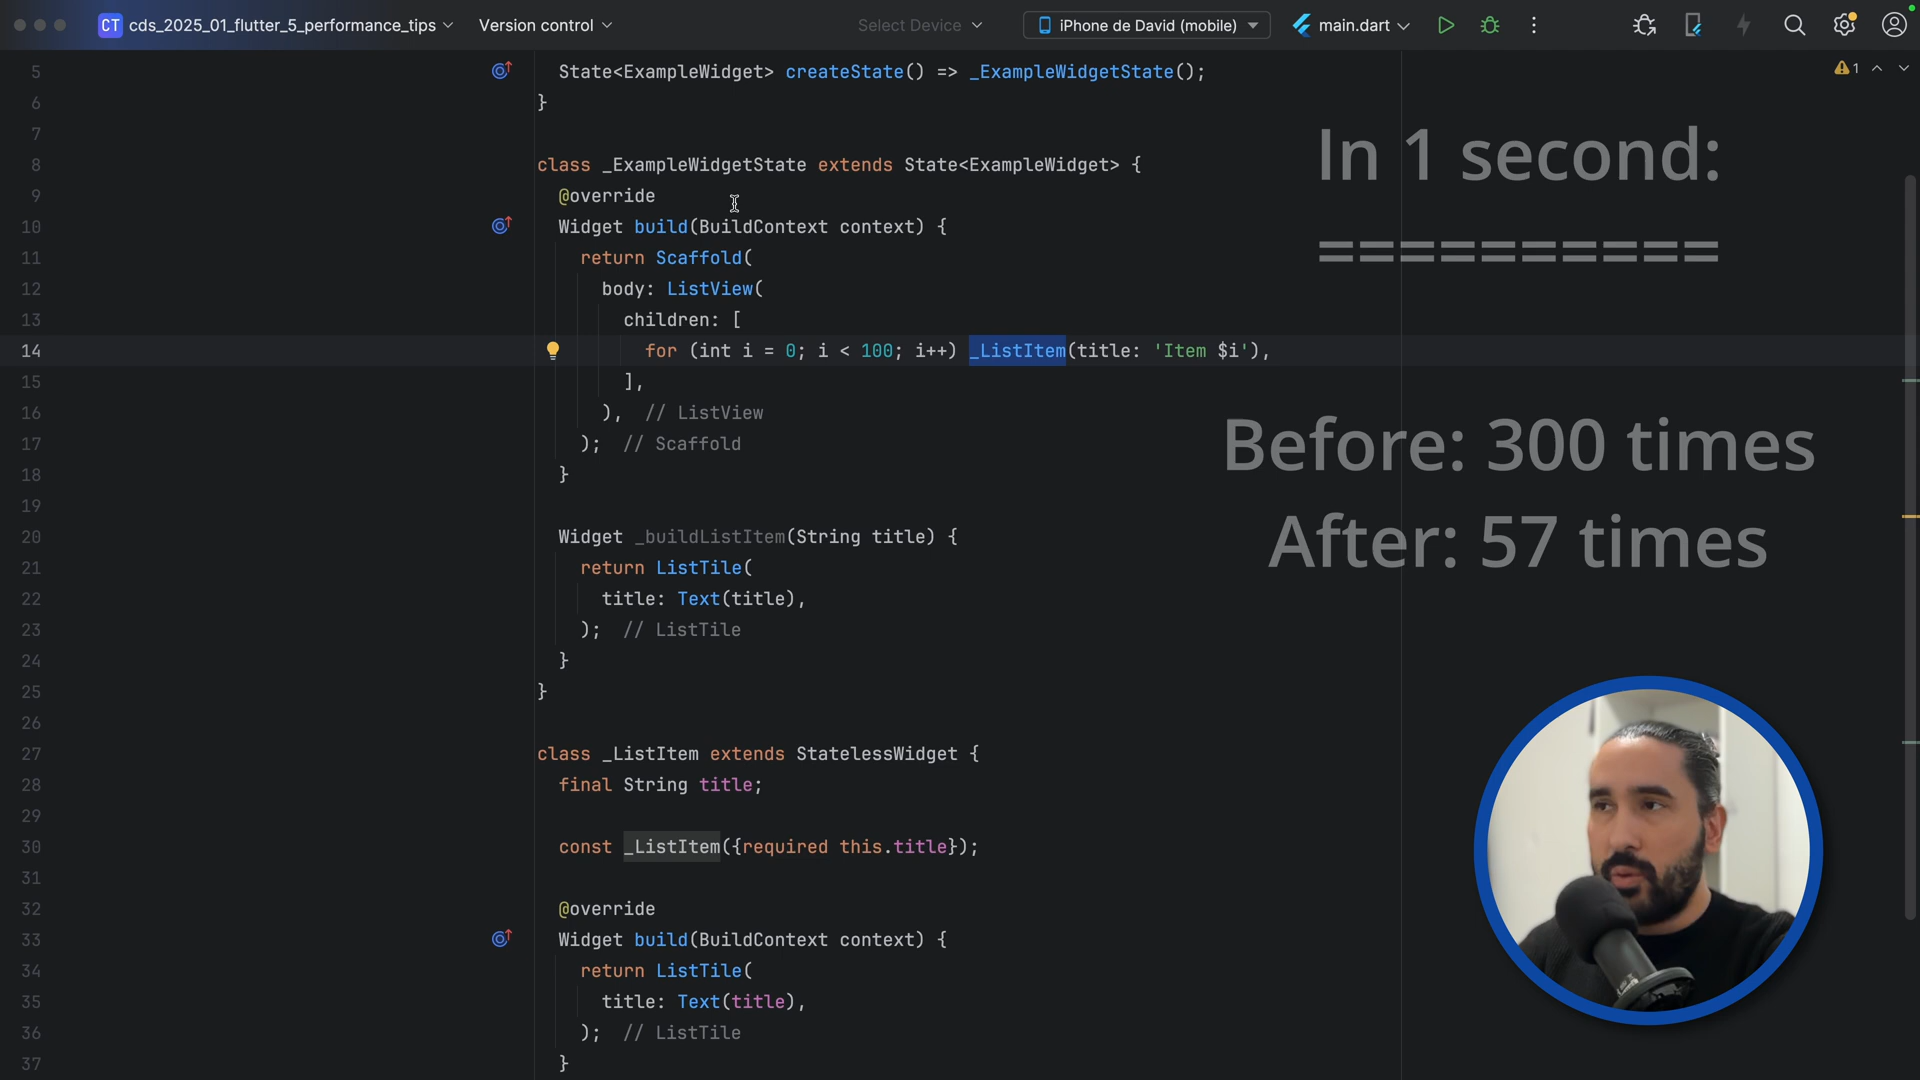 CT cds_2025_01_flutter_5_performance_tips Version control Select Device iPhone de David (mobile) main.dart
5 State<ExampleWidget> createState() => _ExampleWidgetState(); 1
6 }
7
8 class _ExampleWidgetState extends State<ExampleWidget> {
9 @override
10 Widget build(BuildContext context) {
11 return Scaffold(
12 body: ListView(
13 children: [
14 for (int i = 0; i < 100; i++) _ListItem(title: 'Item $i'),
15 ],
16 ), // ListView
17 ); // Scaffold
18 }
19
20 Widget _buildListItem(String title) {
21 return ListTile(
22 title: Text(title),
23 ); // ListTile
24 }
25 }
26
27 class _ListItem extends StatelessWidget {
28 final String title;
29
30 const _ListItem({required this.title});
31
32 @override
33 Widget build(BuildContext context) {
34 return ListTile(
35 title: Text(title),
36 ); // ListTile
37 }
In 1 second:
==========
Before: 300 times
After: 57 times